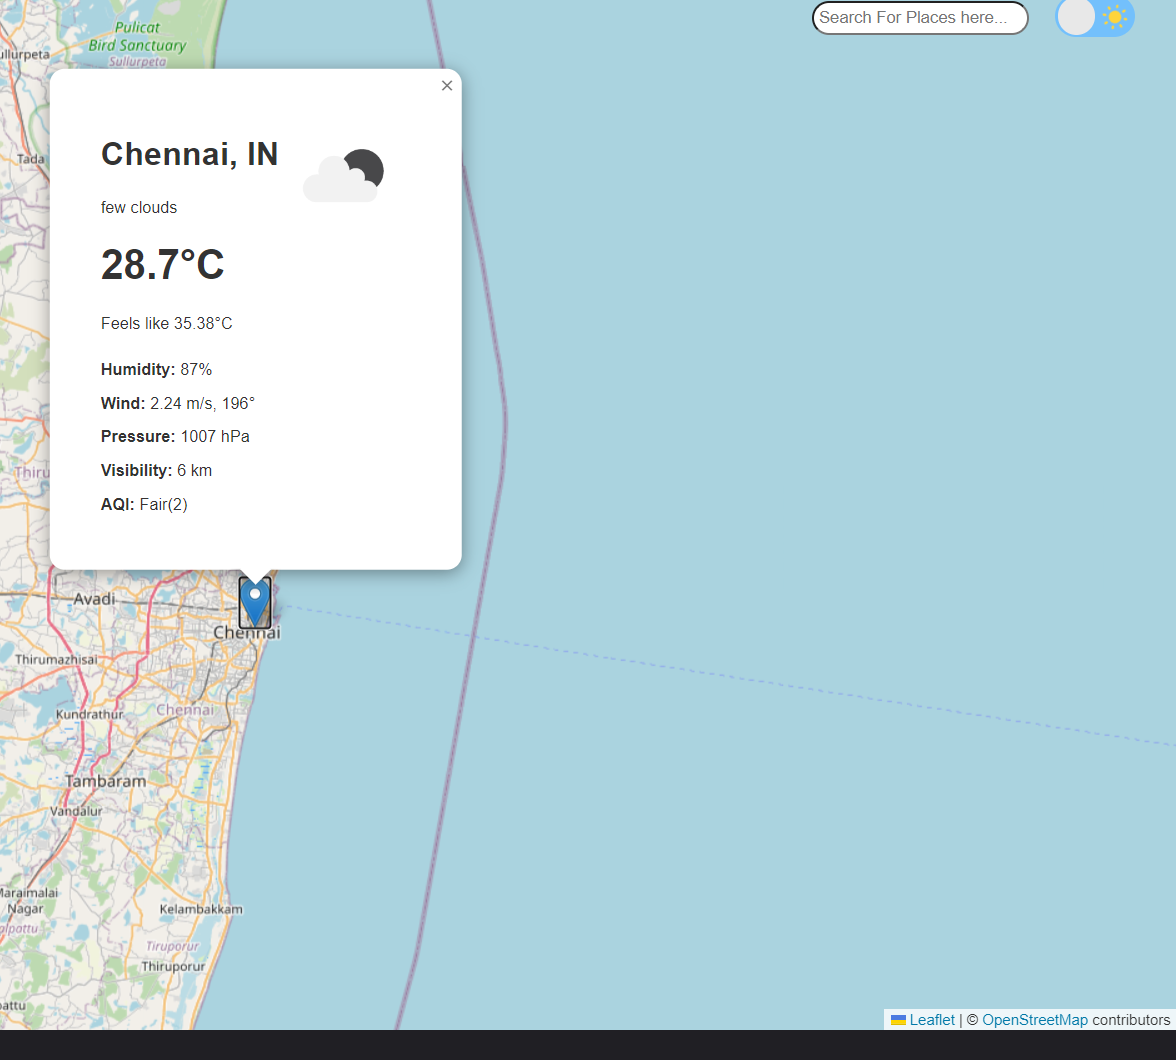 Search For Places here...
Pulicat
Bird Sanctuary
Sullurpeta
ullurpeta
Tada
×
Chennai, IN
few clouds
28.7°C
Feels like 35.38°C
Humidity: 87%
Wind: 2.24 m/s, 196°
Pressure: 1007 hPa
Visibility: 6 km
AQI: Fair(2)
Thiru
Avadi
Chennai
Thirumazhisai
Kundrathur
Chennai
Tambaram
Vandalur
Maraimalai
Nagar
alpattu
Kelambakkam
Tiruporur
Thiruporur
pattu
Leaflet | © OpenStreetMap contributors